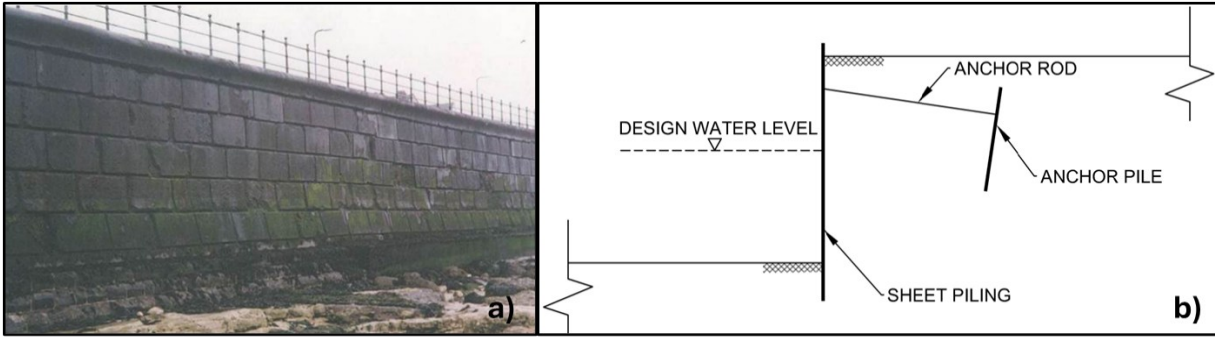 a)
ANCHOR ROD
DESIGN WATER LEVEL
ANCHOR PILE
SHEET PILING
b)